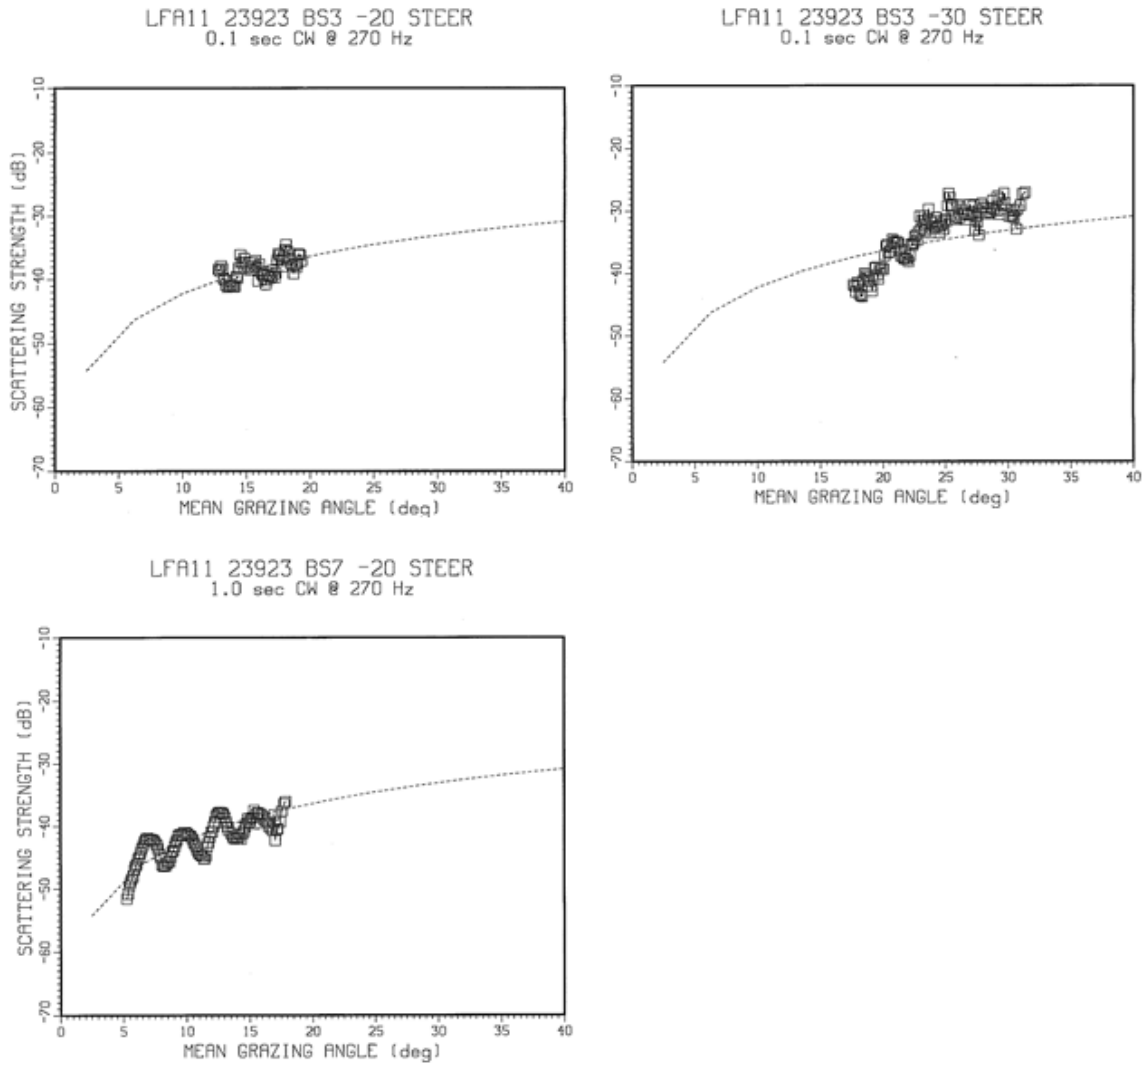 LFA11 23923 BS3 -20 STEER
0.1 sec CW @ 270 Hz
SCATTERING STRENGTH (dB)
-10
-20
-30
-40
-50
-60
-70
0 5 10 15 20 25 30 35 40
MEAN GRAZING ANGLE (deg)
LFA11 23923 BS3 -30 STEER
0.1 sec CW @ 270 Hz
-10
-20
-30
-40
-50
-60
-70
0 5 10 15 20 25 30 35 40
MEAN GRAZING ANGLE (deg)
LFA11 23923 BS7 -20 STEER
1.0 sec CW @ 270 Hz
SCATTERING STRENGTH (dB)
-10
-20
-30
-40
-50
-60
-70
0 5 10 15 20 25 30 35 40
MEAN GRAZING ANGLE (deg)